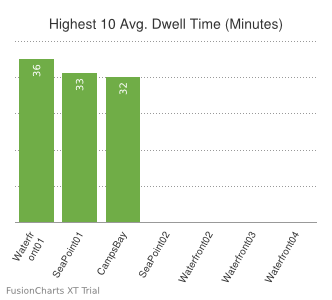 Highest 10 Avg. Dwell Time (Minutes)
36
33
32
Waterfr
ont01
SeaPoint01
CampsBay
SeaPoint02
Waterfront02
Waterfront03
Waterfront04
FusionCharts XT Trial